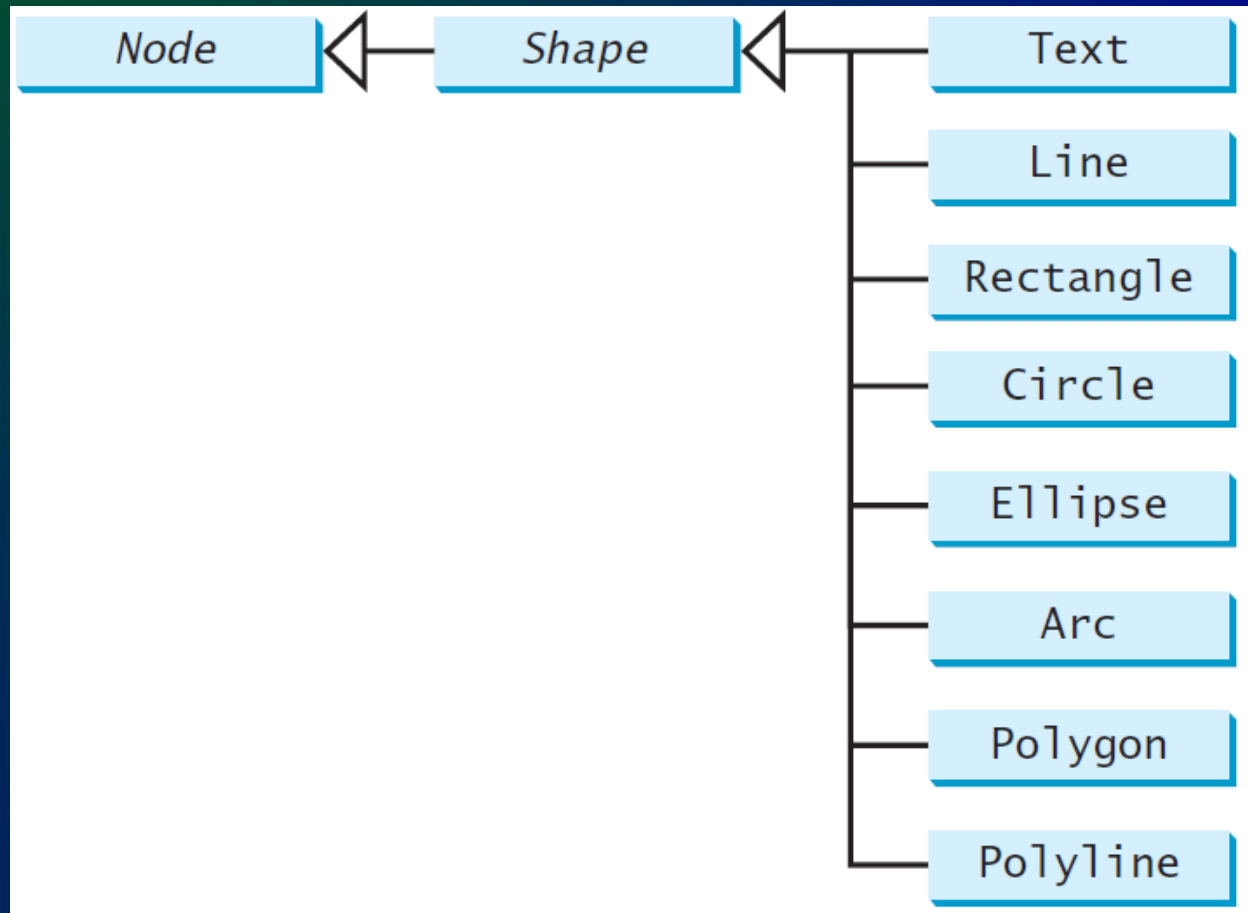 Node
Shape
Text
Line
Rectangle
Circle
Ellipse
Arc
Polygon
Polyline